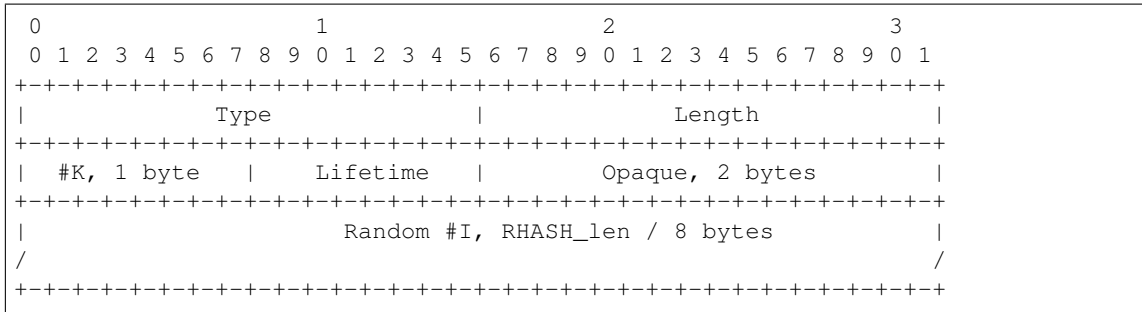 0                   1                   2                   3
 0 1 2 3 4 5 6 7 8 9 0 1 2 3 4 5 6 7 8 9 0 1 2 3 4 5 6 7 8 9 0 1
+-+-+-+-+-+-+-+-+-+-+-+-+-+-+-+-+-+-+-+-+-+-+-+-+-+-+-+-+-+-+-+-+
|             Type              |             Length            |
+-+-+-+-+-+-+-+-+-+-+-+-+-+-+-+-+-+-+-+-+-+-+-+-+-+-+-+-+-+-+-+-+
|  #K, 1 byte   |    Lifetime   |        Opaque, 2 bytes        |
+-+-+-+-+-+-+-+-+-+-+-+-+-+-+-+-+-+-+-+-+-+-+-+-+-+-+-+-+-+-+-+-+
|                      Random #I, RHASH_len / 8 bytes           |
/                                                               /
+-+-+-+-+-+-+-+-+-+-+-+-+-+-+-+-+-+-+-+-+-+-+-+-+-+-+-+-+-+-+-+-+